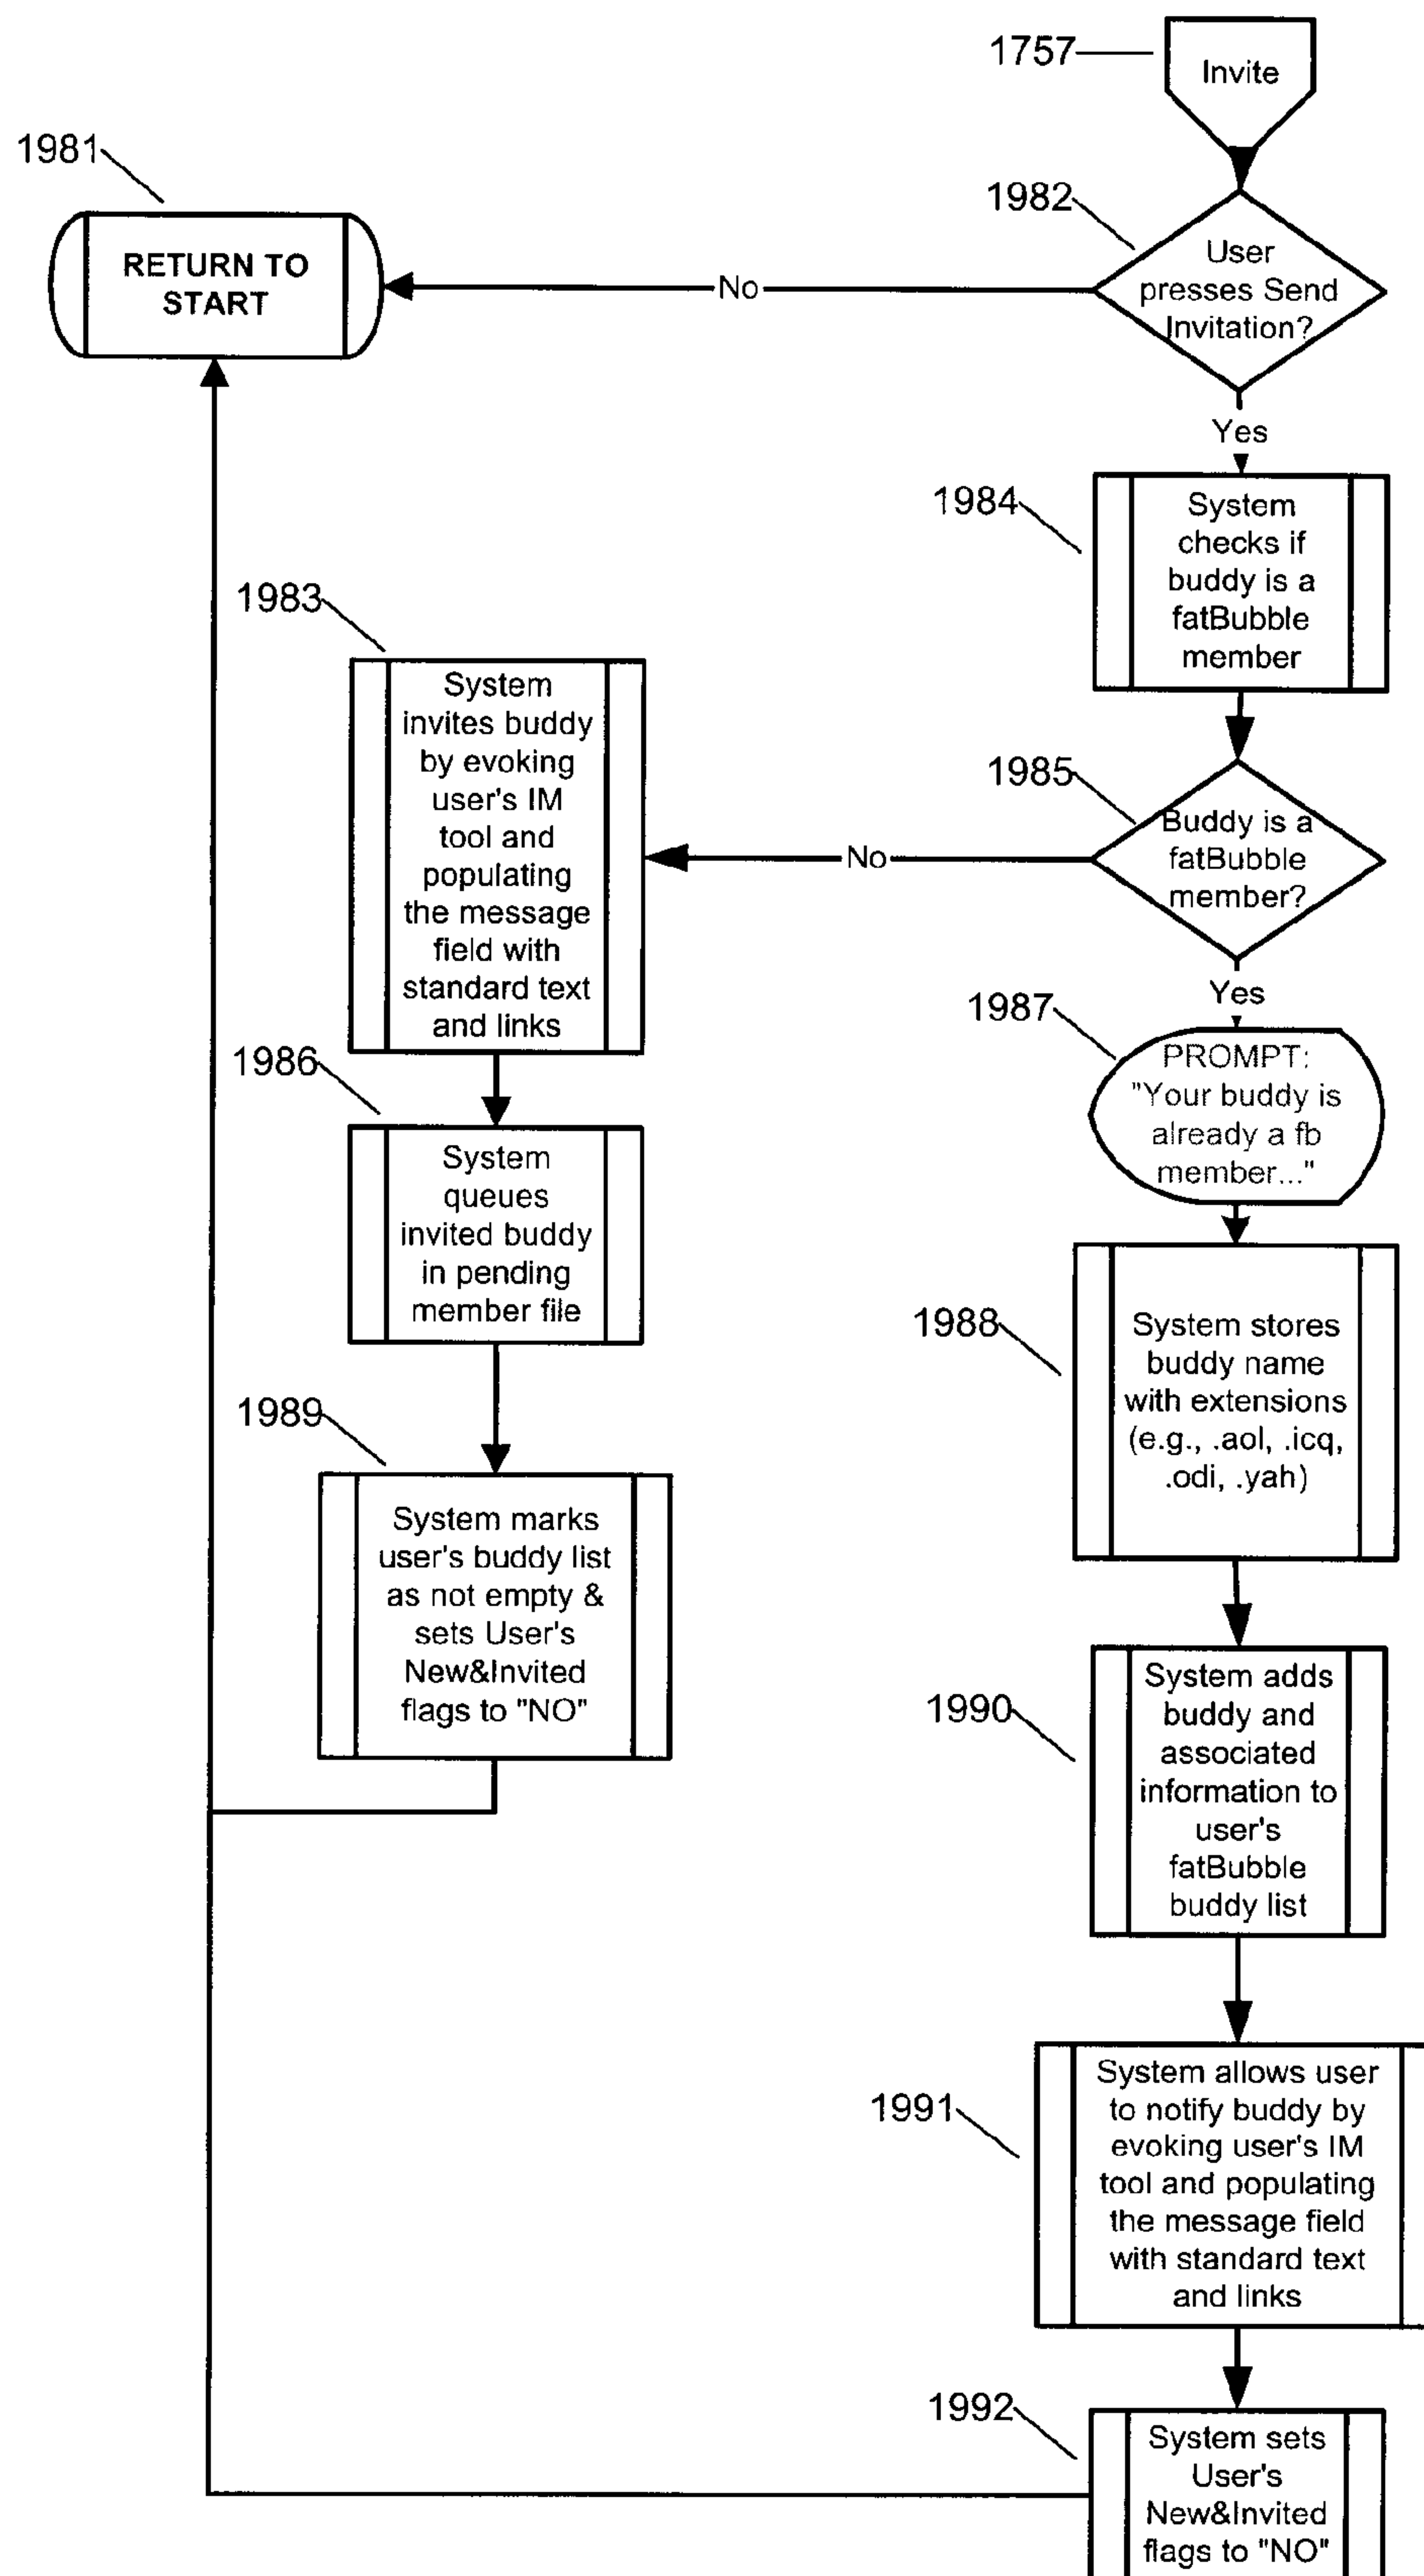 1757
Invite
1981
1982
RETURN TO
START
No
User
presses Send
Invitation?
Yes
1984
System
checks if
buddy is a
fatBubble
member
1983
System
invites buddy
by evoking
user's IM
tool and
populating
the message
field with
standard text
and links
1985
No
Buddy is a
fatBubble
member?
Yes
1987
PROMPT:
"Your buddy is
already a fb
member..."
1986
System
queues
invited buddy
in pending
member file
1988
System stores
buddy name
with extensions
(e.g., .aol, .icq,
.odi, .yah)
1989
System marks
user's buddy list
as not empty &
sets User's
New&Invited
flags to "NO"
1990
System adds
buddy and
associated
information to
user's
fatBubble
buddy list
1991
System allows user
to notify buddy by
evoking user's IM
tool and populating
the message field
with standard text
and links
1992
System sets
User's
New&Invited
flags to "NO"